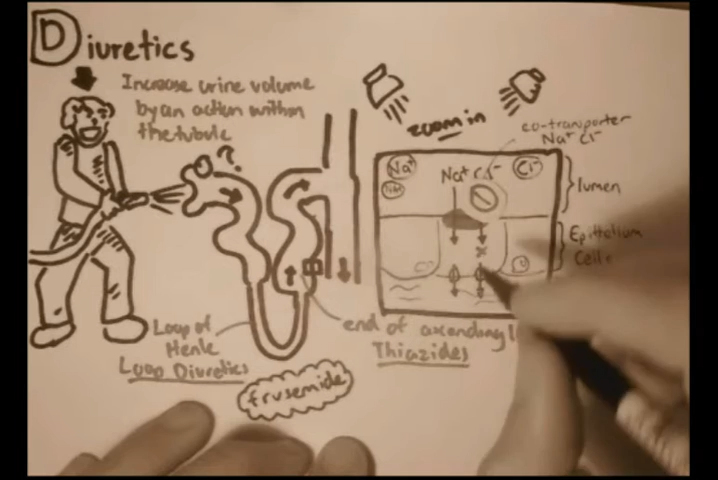 Diuretics
Increase urine volume
by an action within
the tubule
?
zoom in
co-transporter
Na+ Cl-
Na+
Na+ Cl-
Cl-
lumen
Epithelium
Cells
Loop of
Henle
Loop Diuretics
frusemide
end of ascending
Thiazides